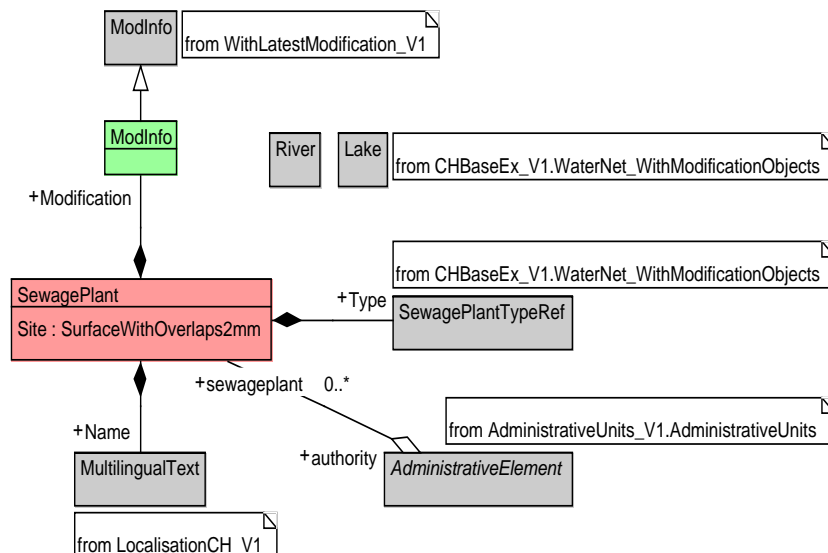 ModInfo
from WithLatestModification_V1
ModInfo
River
Lake
from CHBaseEx_V1.WaterNet_WithModificationObjects
+Modification
from CHBaseEx_V1.WaterNet_WithModificationObjects
SewagePlant
+Type
SewagePlantTypeRef
Site : SurfaceWithOverlaps2mm
+sewageplant 0..*
+Name
from AdministrativeUnits_V1.AdministrativeUnits
+authority
MultilingualText
AdministrativeElement
from LocalisationCH_V1